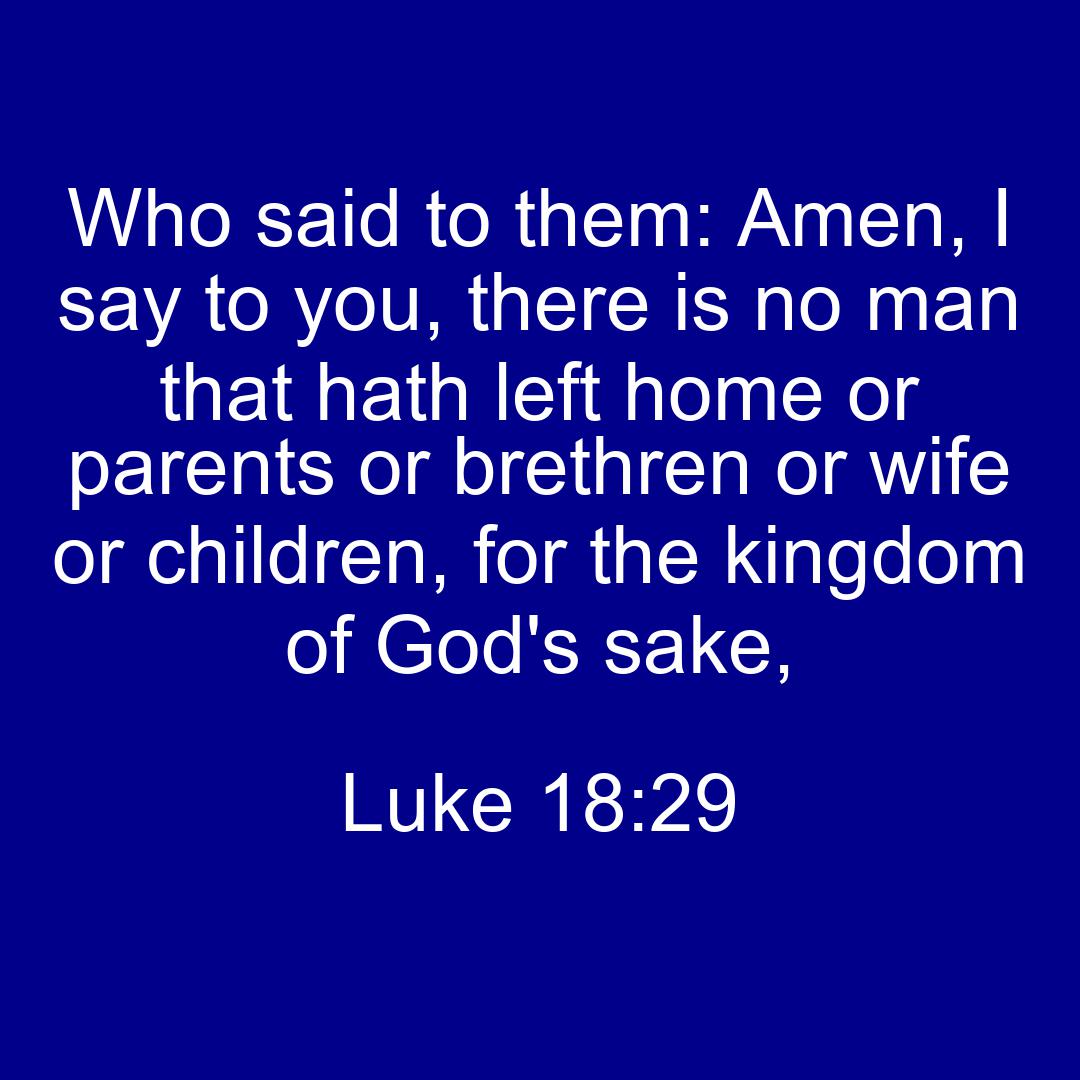 Who said to them: Amen, I
say to you, there is no man
that hath left home or
parents or brethren or wife
or children, for the kingdom
of God's sake,
Luke 18:29